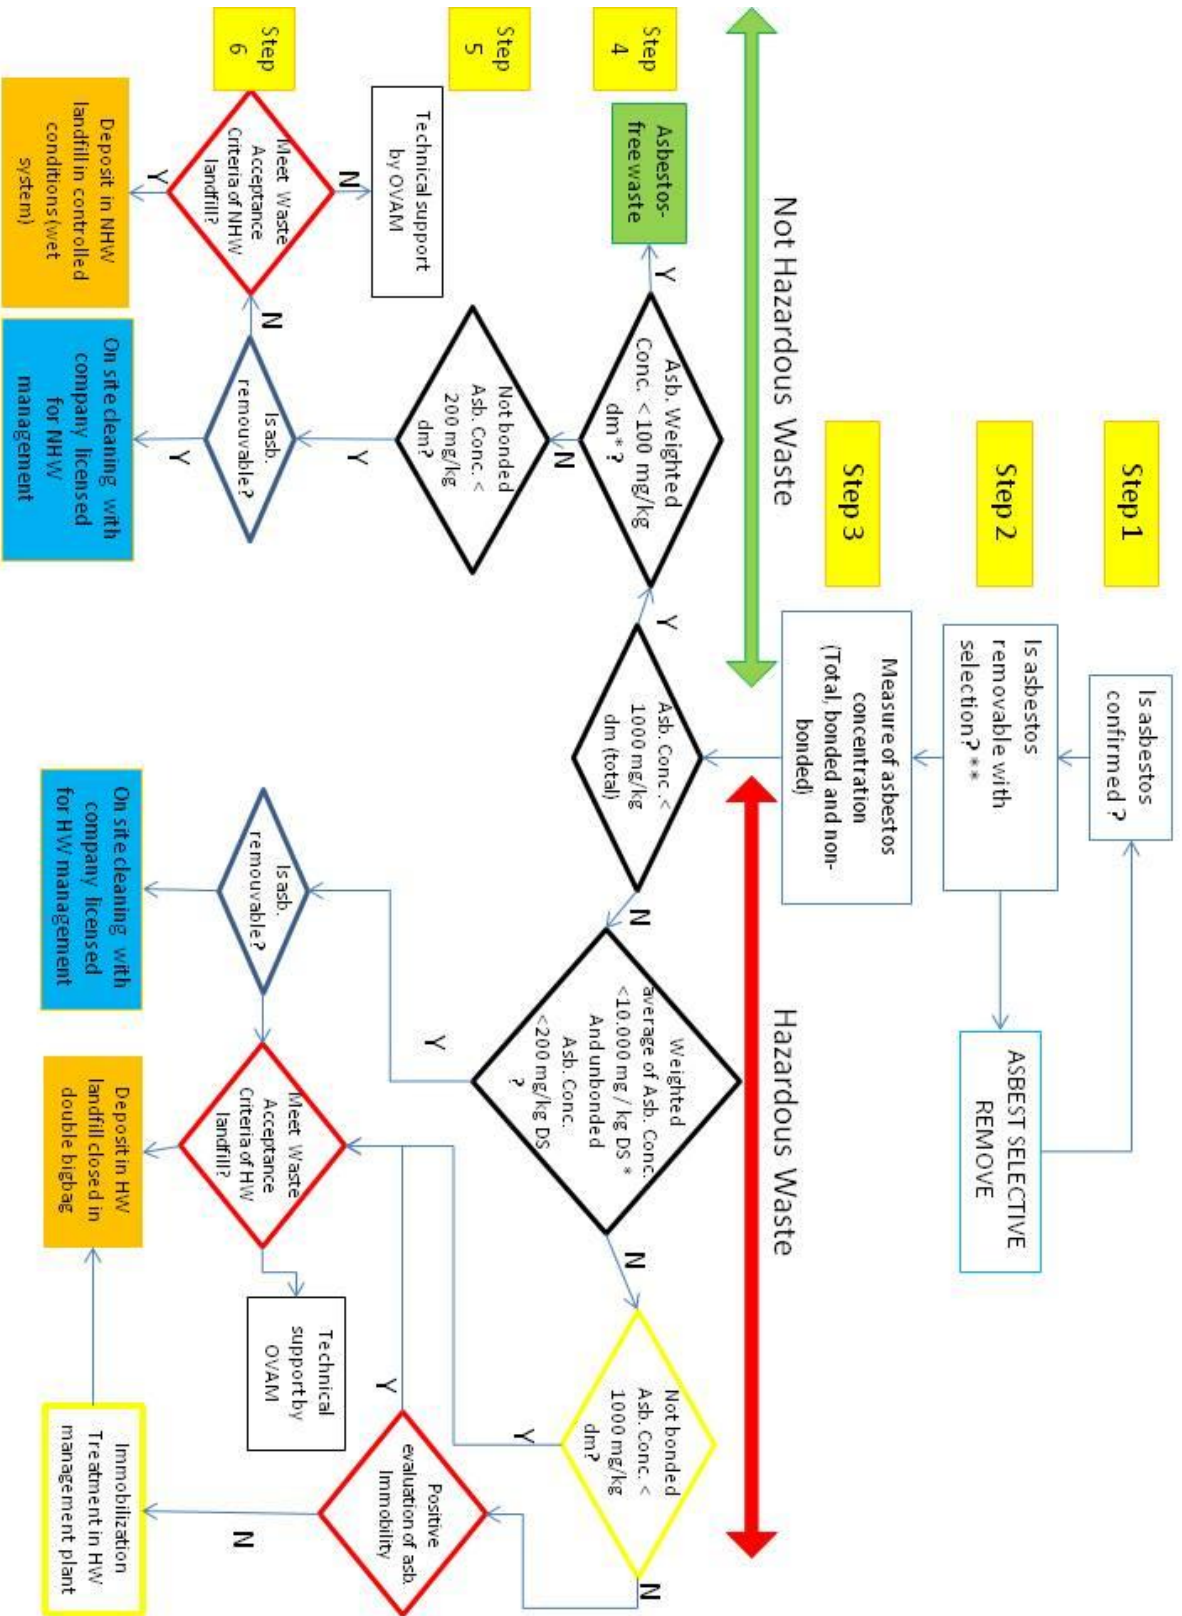 Step 1
Is asbestos
confirmed ?
Step 2
Is asbestos
removable with
selection? **
ASBEST SELECTIVE
REMOVE
Step 3
Measure of asbestos
concentration
(Total, bonded and non-
bonded)
Not Hazardous Waste
Hazardous Waste
Step
4
Asbestos-
free waste
Y
Asb. Weighted
Conc. < 100 mg/kg
dm* ?
Y
Asb. Conc. <
1000 mg/kg
dm (total)
N
Weighted
average of Asb. Conc.
<10.000 mg / kg DS *
And unbonded
Asb. Conc.
<200 mg/kg DS
?
N
Not bonded
Asb. Conc. <
1000 mg/kg
dm?
N
Step
5
Technical support
by OVAM
N
Not bonded
Asb. Conc. <
200 mg/kg
dm?
Y
Y
Y
Positive
evaluation of asb.
Immobility
Step
6
N
Meet Waste
Acceptance
Criteria of NHW
landfill?
N
Is asb.
remouvable?
Is asb.
remouvable?
Meet Waste
Acceptance
Criteria of HW
landfill?
Technical
support by
OVAM
Y
Y
N
Deposit in NHW
landfill in controlled
conditions (wet
system)
On site cleaning with
company licensed
for NHW
management
On site cleaning with
company licensed
for HW management
Deposit in HW
landfill closed in
double bigbag
Immobilization
Treatment in HW
management plant